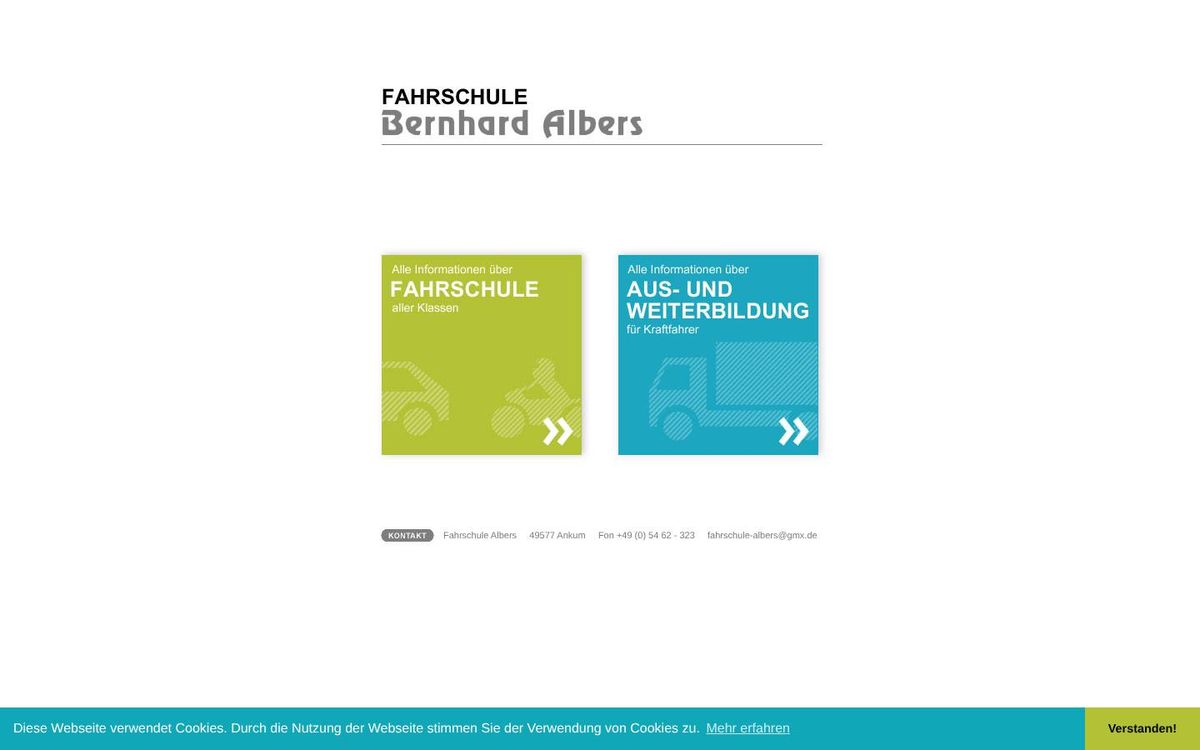 FAHRSCHULE
Bernhard Albers
Alle Informationen über
FAHRSCHULE
aller Klassen
Alle Informationen über
AUS- UND
WEITERBILDUNG
für Kraftfahrer
KONTAKT Fahrschule Albers 49577 Ankum Fon +49 (0) 54 62 - 323 fahrschule-albers@gmx.de
Diese Webseite verwendet Cookies. Durch die Nutzung der Webseite stimmen Sie der Verwendung von Cookies zu. Mehr erfahren
Verstanden!